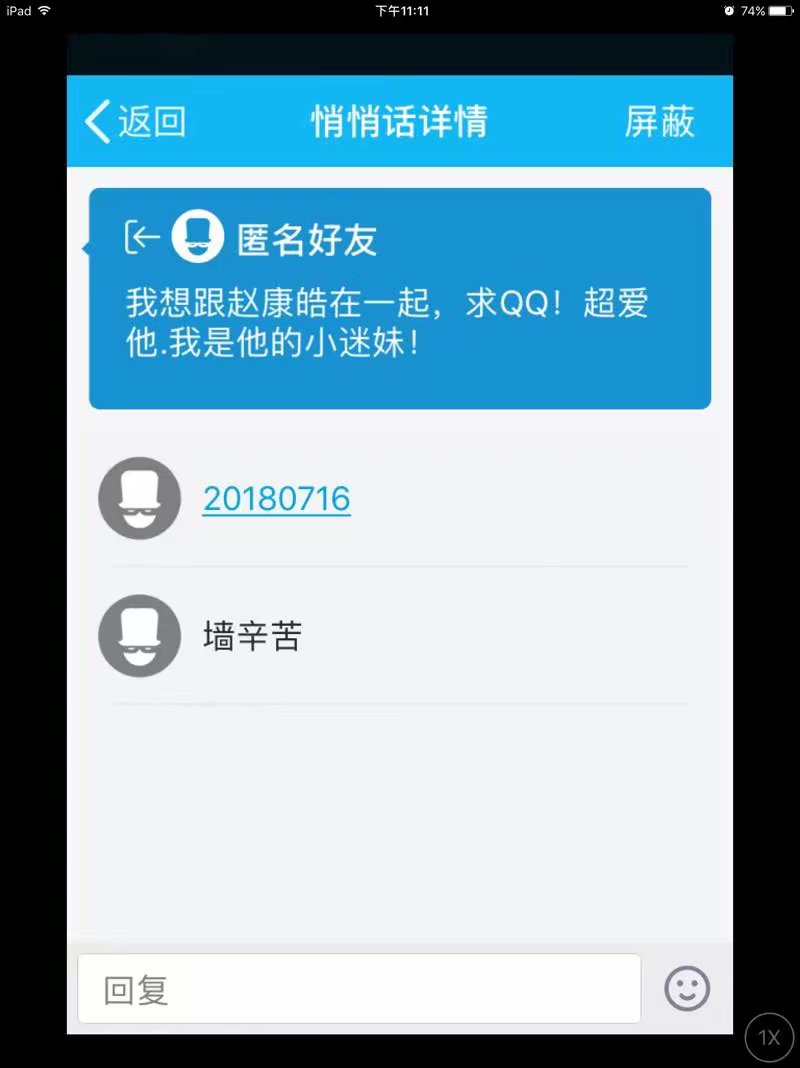 iPad 下午11:11 74%
返回 悄悄话详情 屏蔽
匿名好友
我想跟赵康皓在一起，求QQ！超爱
他.我是他的小迷妹！
20180716
墙辛苦
回复
1X